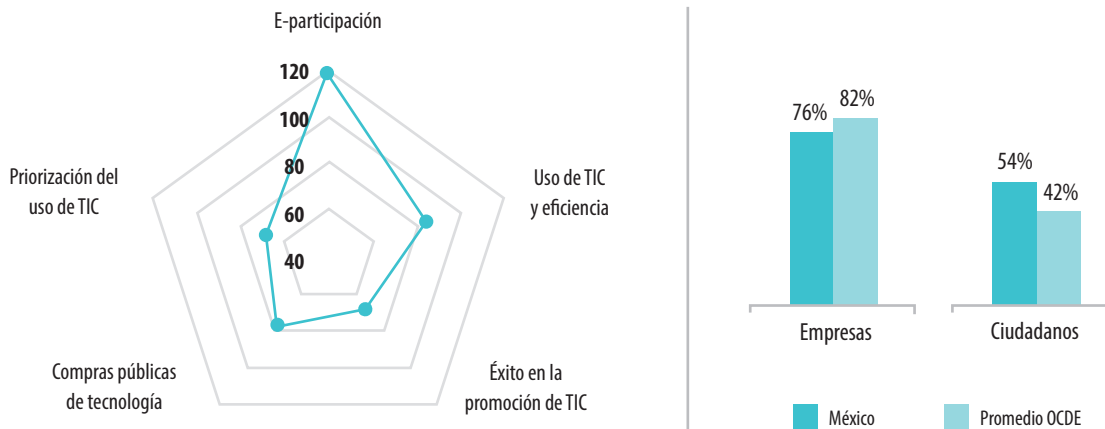 E-participación
120
100
80
60
40
Priorización del
uso de TIC
Uso de TIC
y eficiencia
Compras públicas
de tecnología
Éxito en la
promoción de TIC
76%
82%
54%
42%
Empresas
Ciudadanos
México
Promedio OCDE